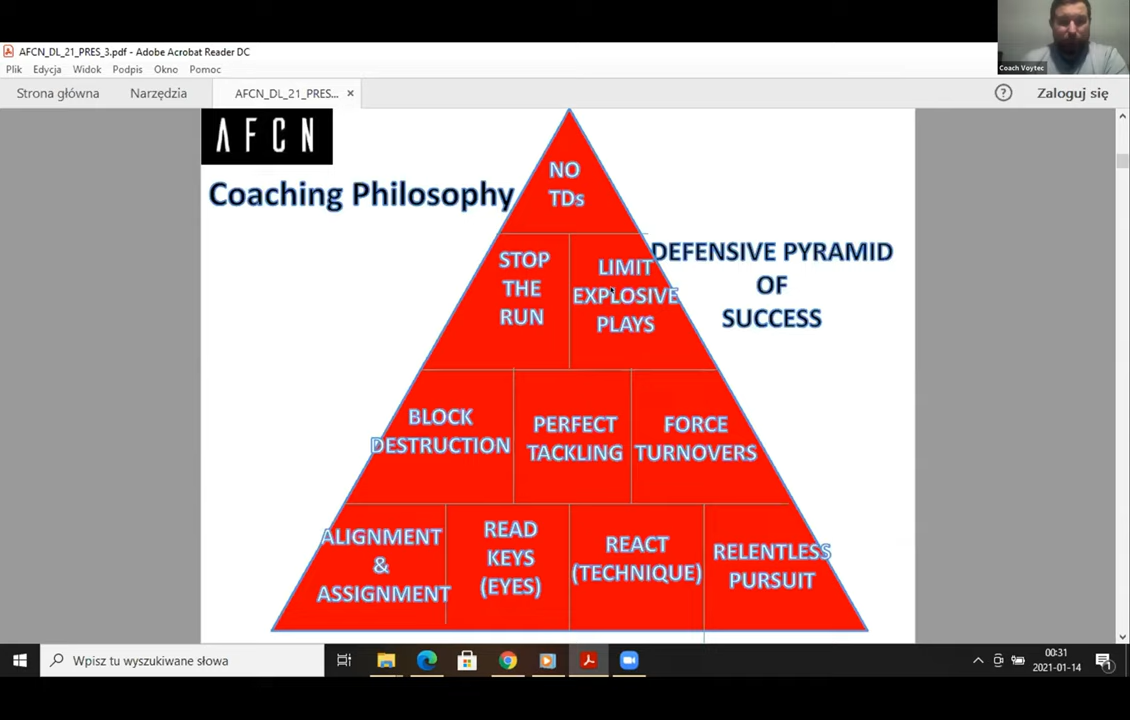 AFCN_DL_21_PRES_3.pdf - Adobe Acrobat Reader DC
Coach Voytec
Plik Edycja Widok Podpis Okno Pomoc
Strona główna Narzędzia AFCN_DL_21_PRES... × ? Zaloguj się
AFCN
Coaching Philosophy
NO
TDs
DEFENSIVE PYRAMID
OF
SUCCESS
STOP
THE
RUN
LIMIT
EXPLOSIVE
PLAYS
BLOCK
DESTRUCTION
PERFECT
TACKLING
FORCE
TURNOVERS
ALIGNMENT
&
ASSIGNMENT
READ
KEYS
(EYES)
REACT
(TECHNIQUE)
RELENTLESS
PURSUIT
Wpisz tu wyszukiwane słowa
00:31
2021-01-14
1